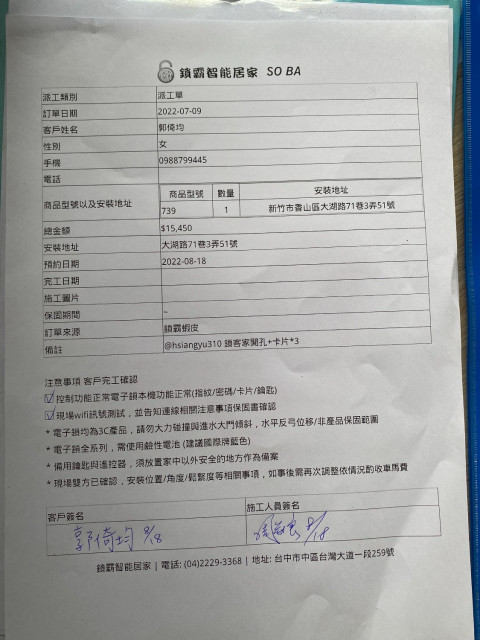 鎖霸智能居家 SO BA
派工類別 派工單
訂單日期 2022-07-09
客戶姓名 郭倚均
性別 女
手機 0988799445
電話
商品型號以及安裝地址 商品型號 數量 安裝地址
739 1 新竹市香山區大湖路71巷3弄51號
總金額 $15,450
安裝地址 大湖路71巷3弄51號
預約日期 2022-08-18
完工日期
施工圖片
保固期間 ~
訂單來源 鎖霸蝦皮
備註 @hsiangyu310 鎖客家開孔+卡片*3
注意事項 客戶完工確認
控制功能正常電子鎖本機功能正常(指紋/密碼/卡片/鑰匙)
現場wifi訊號測試，並告知連線相關注意事項保固書確認
* 電子鎖均為3C產品，請勿大力碰撞與進水大門傾斜，水平反弓位移/非產品保固範圍
* 電子鎖全系列，需使用鹼性電池 (建議國際牌藍色)
* 備用鑰匙與遙控器，須放置家中以外安全的地方作為備案
* 現場雙方已確認，安裝位置/角度/鬆緊度等相關事項，如事後需再次調整依情況酌收車馬費
客戶簽名 施工人員簽名
郭倚均 8/18 8/18
鎖霸智能居家 | 電話: (04)2229-3368 | 地址: 台中市中區台灣大道一段259號